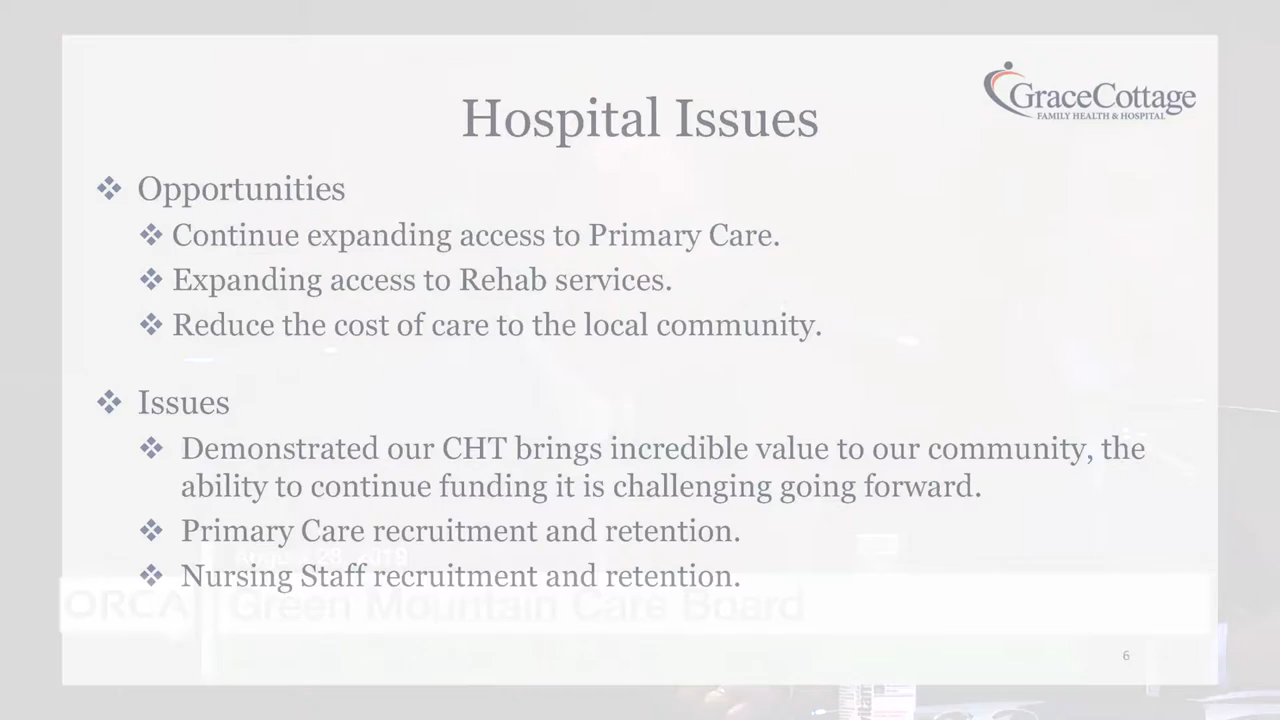 GraceCottage
FAMILY HEALTH & HOSPITAL
Hospital Issues
❖ Opportunities
❖ Continue expanding access to Primary Care.
❖ Expanding access to Rehab services.
❖ Reduce the cost of care to the local community.
❖ Issues
❖ Demonstrated our CHT brings incredible value to our community, the
ability to continue funding it is challenging going forward.
❖ Primary Care recruitment and retention.
28, 2019
❖ Nursing Staff recruitment and retention.
ORCA
Green Mountain Care Board
6